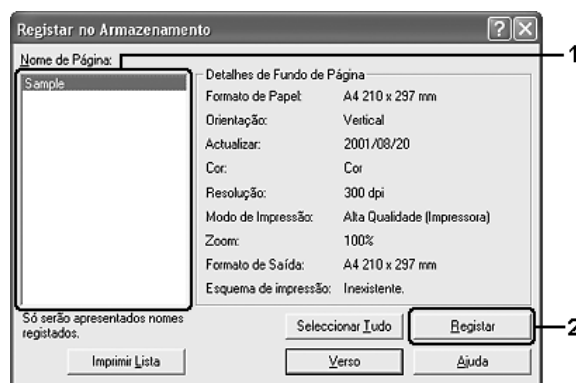 Registar no Armazenamento
Nome de Página:
1
Sample
Detalhes de Fundo de Página
Formato de Papel: A4 210 x 297 mm
Orientação: Vertical
Actualizar: 2001/08/20
Cor: Cor
Resolução: 300 dpi
Modo de Impressão: Alta Qualidade (Impressora)
Zoom: 100%
Formato de Saída: A4 210 x 297 mm
Esquema de impressão: Inexistente.
Só serão apresentados nomes
registados.
Seleccionar Tudo
Registar
2
Imprimir Lista
Verso
Ajuda